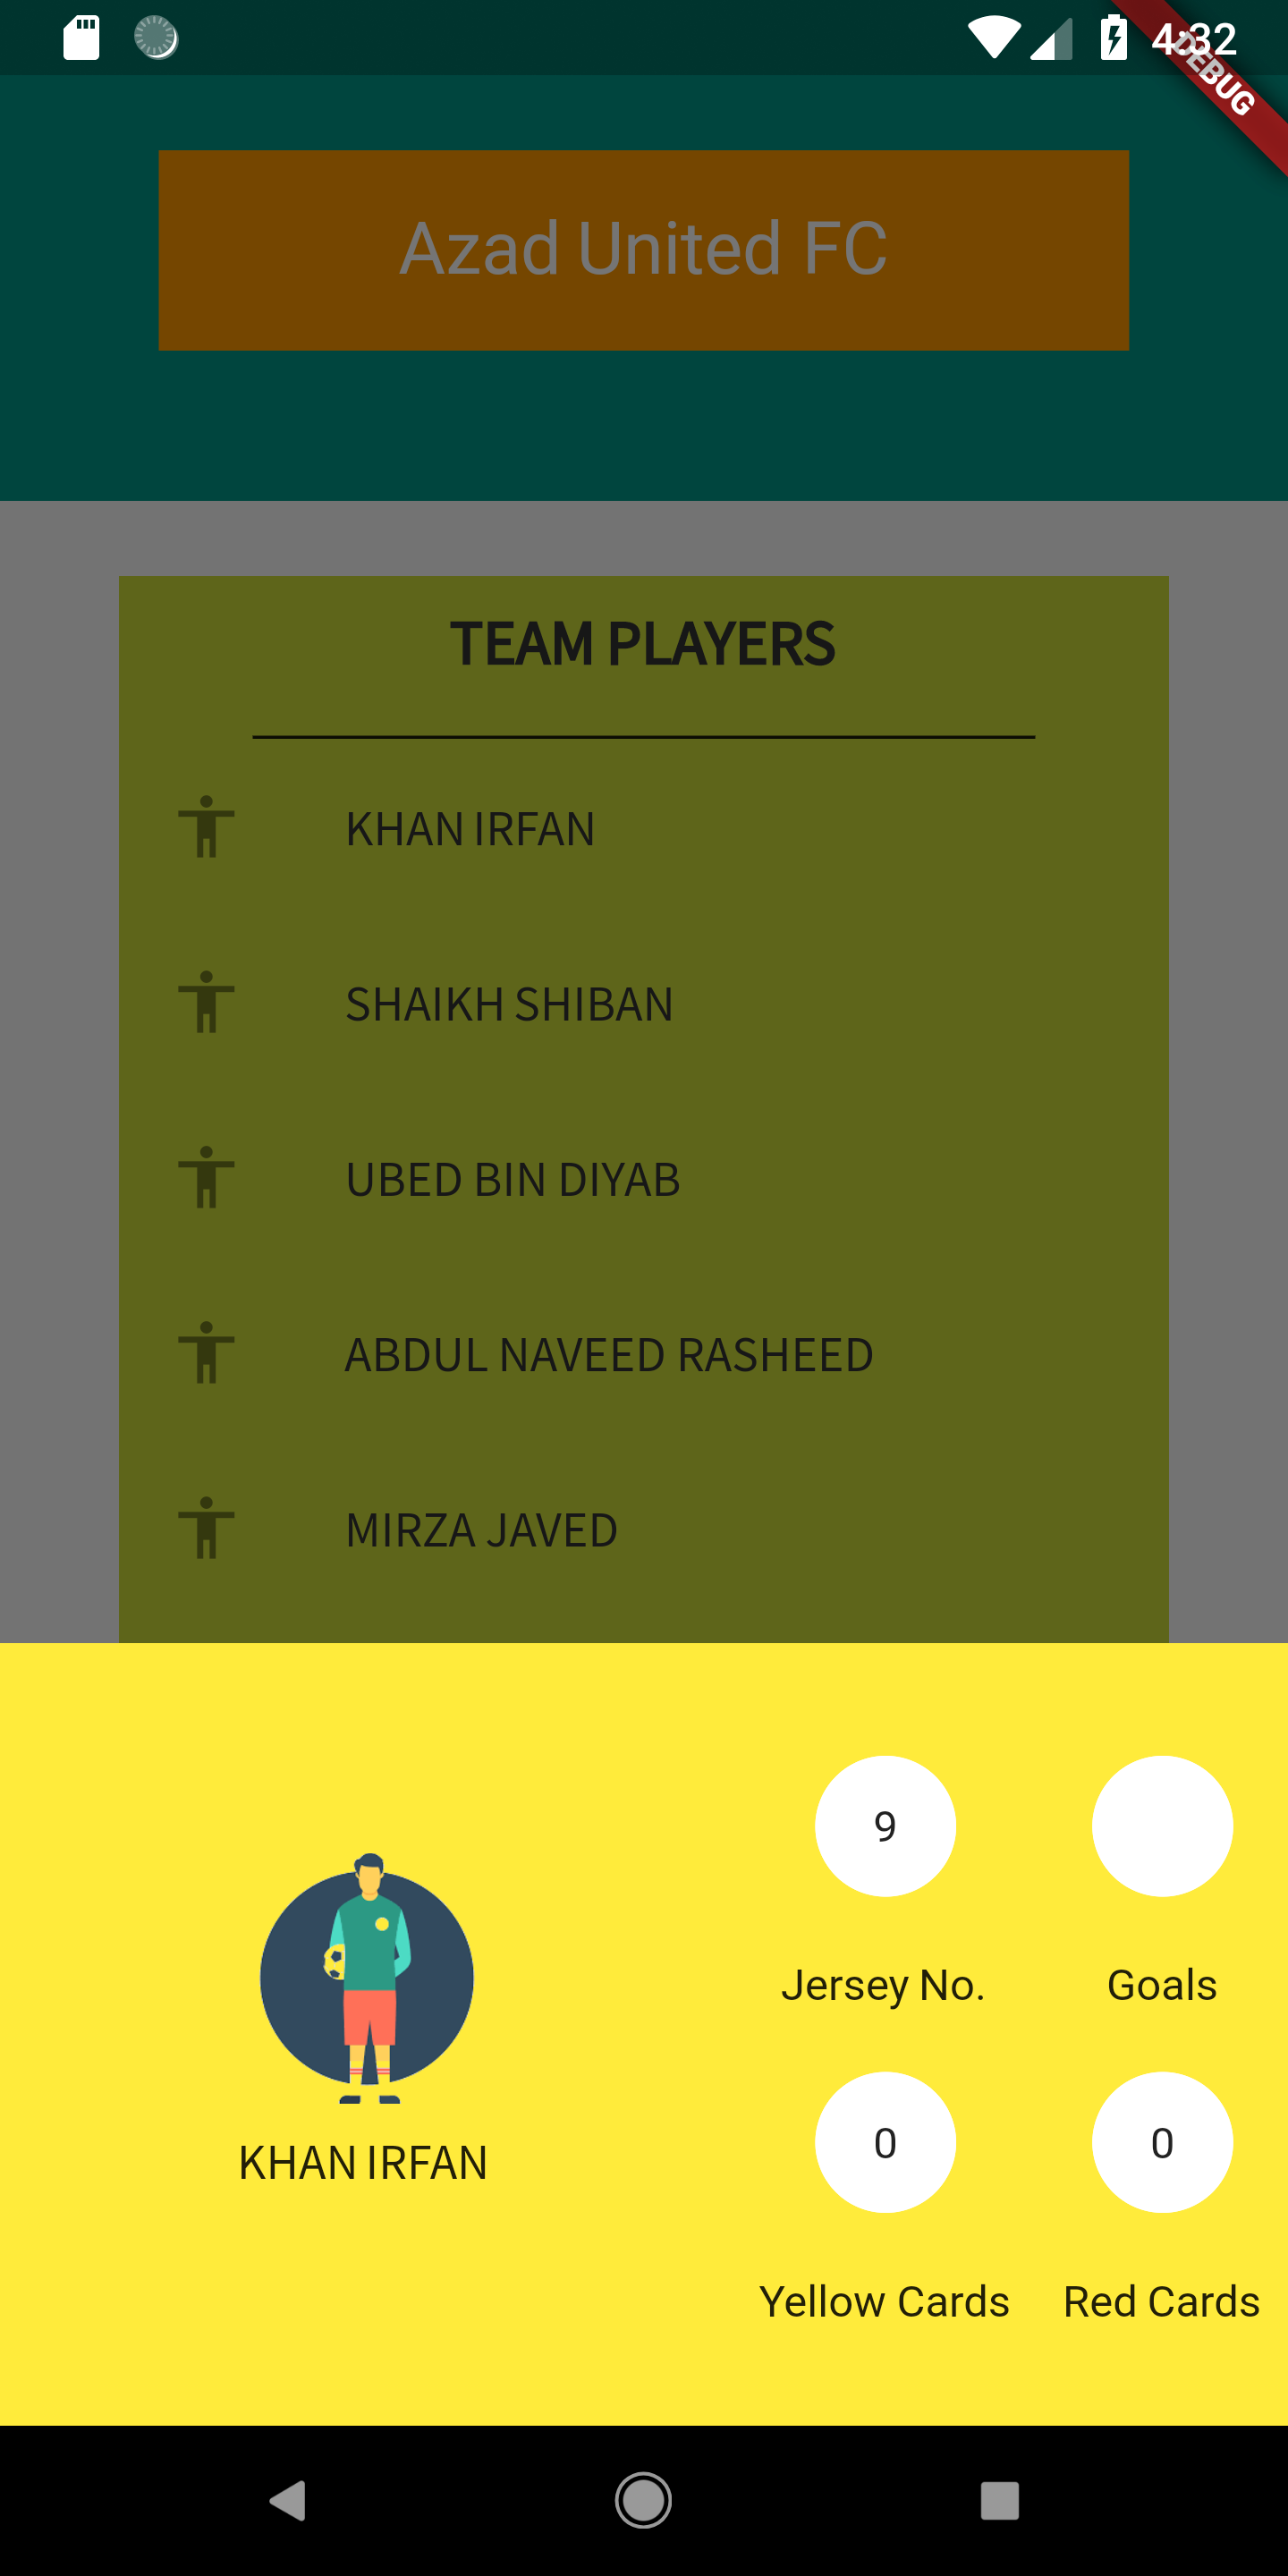 4:32
DEBUG
Azad United FC
TEAM PLAYERS
KHAN IRFAN
SHAIKH SHIBAN
UBED BIN DIYAB
ABDUL NAVEED RASHEED
MIRZA JAVED
9
Jersey No.
Goals
KHAN IRFAN
0
0
Yellow Cards
Red Cards